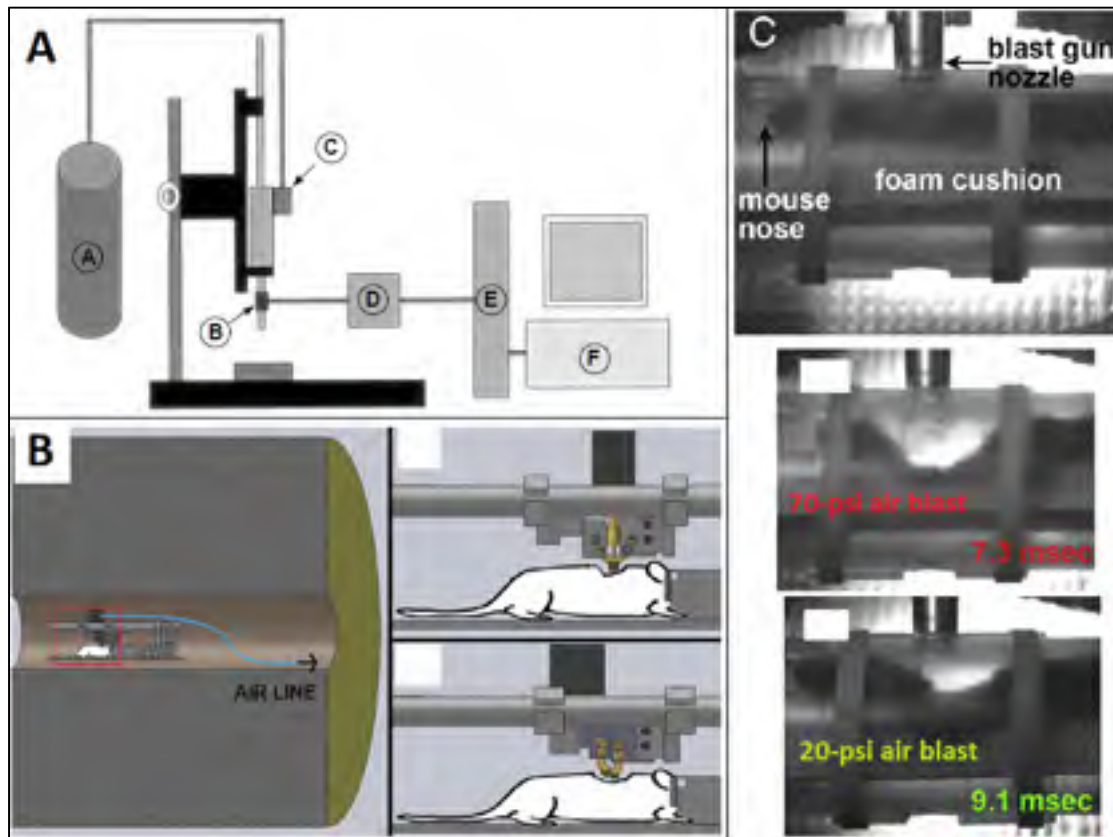 A
A
B
C
D
E
F
B
AIR LINE
C
blast gun
nozzle
mouse
nose
foam cushion
70-psi air blast
7.3 msec
20-psi air blast
9.1 msec